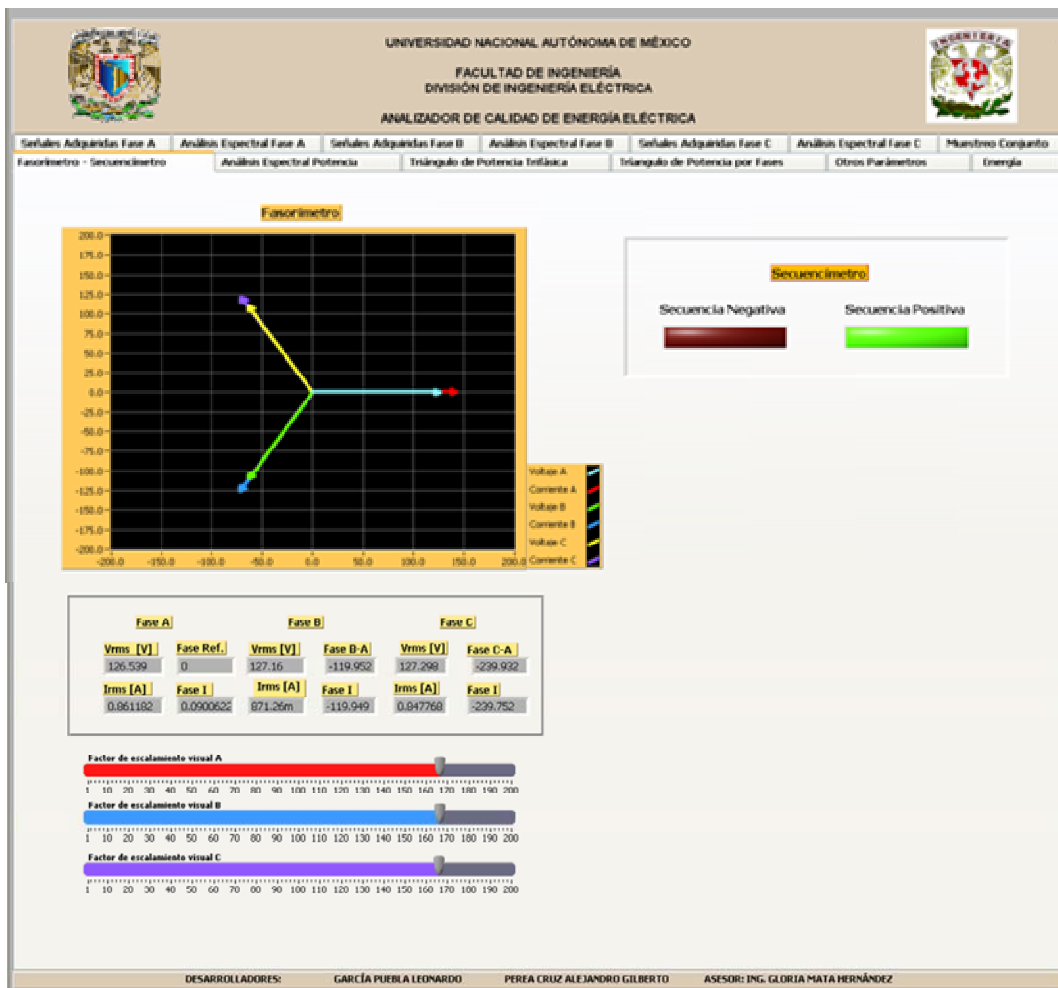 UNIVERSIDAD NACIONAL AUTÓNOMA DE MÉXICO
FACULTAD DE INGENIERÍA
DIVISIÓN DE INGENIERÍA ELÉCTRICA
ANALIZADOR DE CALIDAD DE ENERGÍA ELÉCTRICA
INGENIERIA
Señales Adquiridas Fase A Análisis Espectral Fase A Señales Adquiridas Fase B Análisis Espectral Fase B Señales Adquiridas Fase C Análisis Espectral Fase C Muestreo Conjunto
Fasorímetro - Secuencímetro Análisis Espectral Potencia Triángulo de Potencia Trifásica Triangulo de Potencia por Fases Otros Parámetros Energía
Fasorímetro
200.0
175.0
150.0
125.0
100.0
75.0
50.0
25.0
0.0
-25.0
-50.0
-75.0
-100.0
-125.0
-150.0
-175.0
-200.0
-200.0 -150.0 -100.0 -50.0 0.0 50.0 100.0 150.0 200.0
Voltaje A
Corriente A
Voltaje B
Corriente B
Voltaje C
Corriente C
Secuencímetro
Secuencia Negativa Secuencia Positiva
Fase A Fase B Fase C
Vrms [V] Fase Ref. Vrms [V] Fase B-A Vrms [V] Fase C-A
126.539 0 127.16 -119.952 127.298 -239.932
Irms [A] Fase I Irms [A] Fase I Irms [A] Fase I
0.861182 0.0900622 871.26m -119.949 0.847768 -239.752
Factor de escalamiento visual A
1 10 20 30 40 50 60 70 80 90 100 110 120 130 140 150 160 170 180 190 200
Factor de escalamiento visual B
1 10 20 30 40 50 60 70 80 90 100 110 120 130 140 150 160 170 180 190 200
Factor de escalamiento visual C
1 10 20 30 40 50 60 70 80 90 100 110 120 130 140 150 160 170 180 190 200
DESARROLLADORES: GARCÍA PUEBLA LEONARDO PEREA CRUZ ALEJANDRO GILBERTO ASESOR: ING. GLORIA MATA HERNÁNDEZ